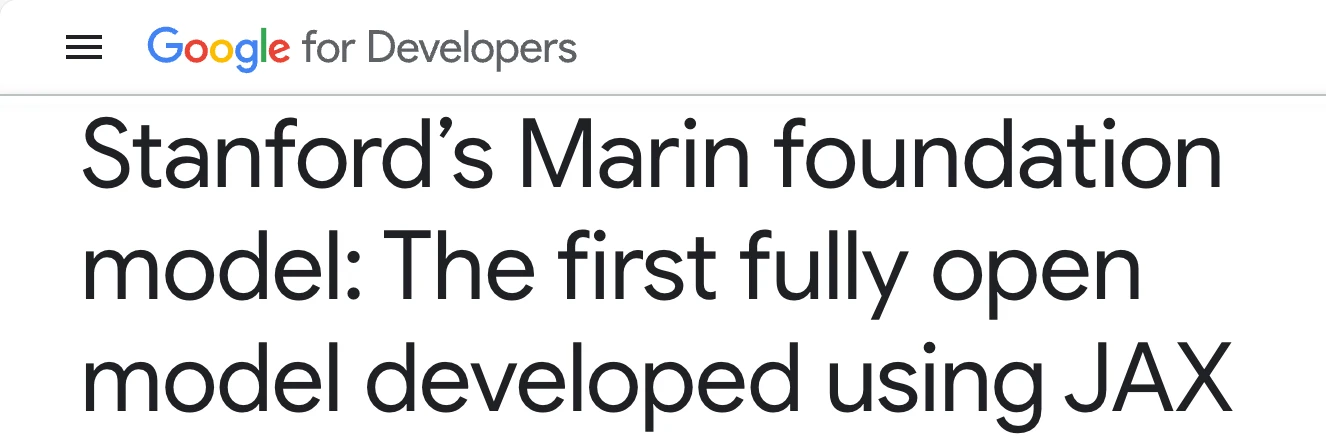 Google for Developers
Stanford’s Marin foundation
model: The first fully open
model developed using JAX